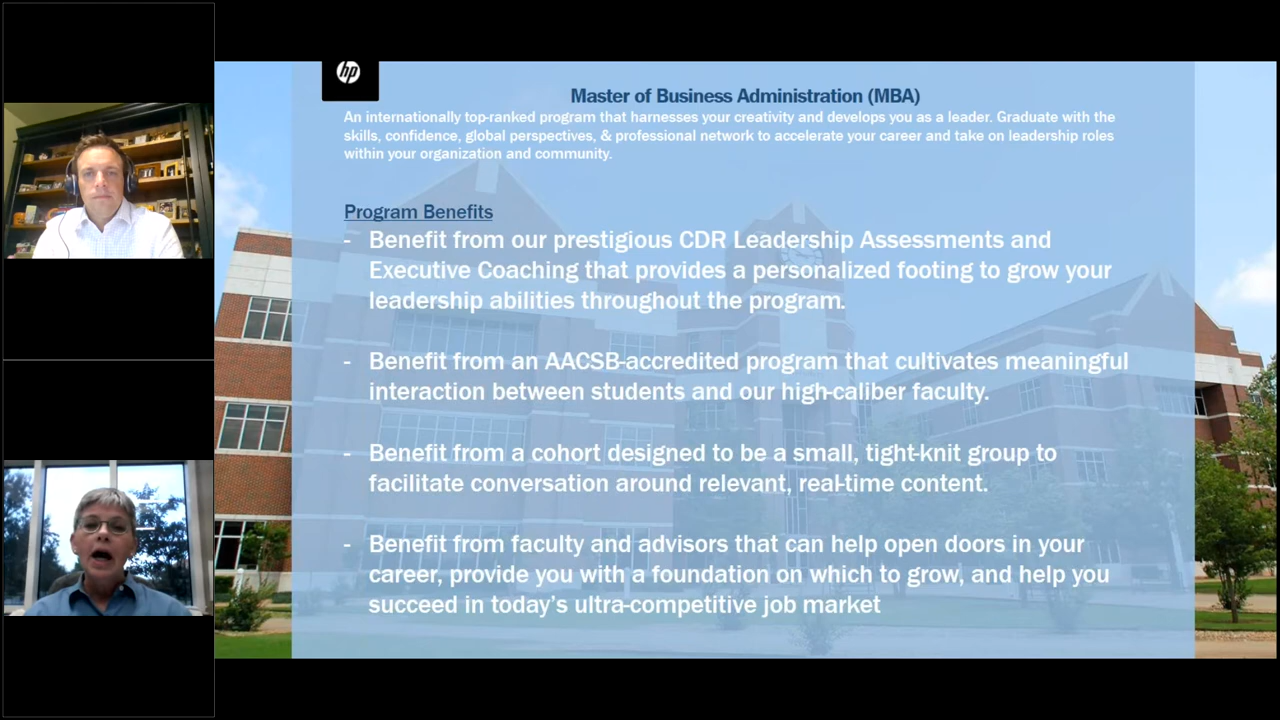 hp
Master of Business Administration (MBA)
An internationally top-ranked program that harnesses your creativity and develops you as a leader. Graduate with the
skills, confidence, global perspectives, & professional network to accelerate your career and take on leadership roles
within your organization and community.
Program Benefits
- Benefit from our prestigious CDR Leadership Assessments and
Executive Coaching that provides a personalized footing to grow your
leadership abilities throughout the program.
- Benefit from an AACSB-accredited program that cultivates meaningful
interaction between students and our high-caliber faculty.
- Benefit from a cohort designed to be a small, tight-knit group to
facilitate conversation around relevant, real-time content.
- Benefit from faculty and advisors that can help open doors in your
career, provide you with a foundation on which to grow, and help you
succeed in today’s ultra-competitive job market